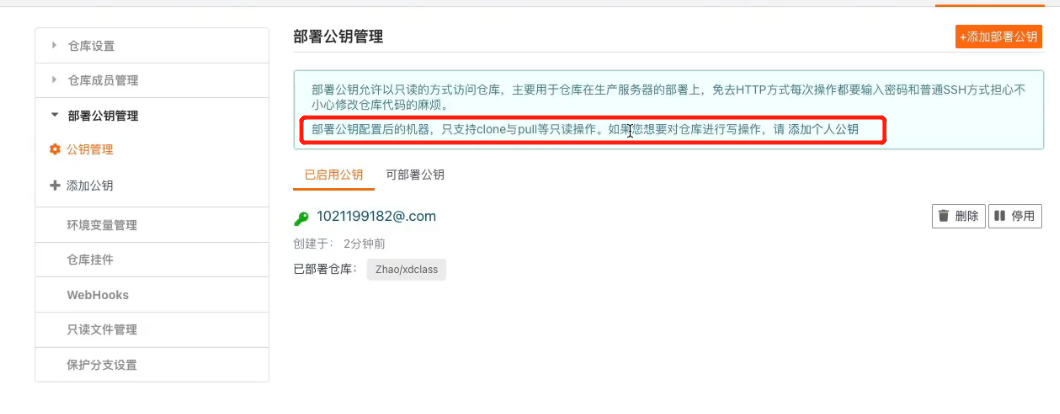 仓库设置
仓库成员管理
部署公钥管理
公钥管理
添加公钥
环境变量管理
仓库挂件
WebHooks
只读文件管理
保护分支设置
部署公钥管理
+添加部署公钥
部署公钥允许以只读的方式访问仓库，主要用于仓库在生产服务器的部署上，免去HTTP方式每次操作都要输入密码和普通SSH方式担心不
小心修改仓库代码的麻烦。
部署公钥配置后的机器，只支持clone与pull等只读操作。如果您想要对仓库进行写操作，请 添加个人公钥
已启用公钥 可部署公钥
1021199182@.com
删除 停用
创建于： 2分钟前
已部署仓库： Zhao/xdclass